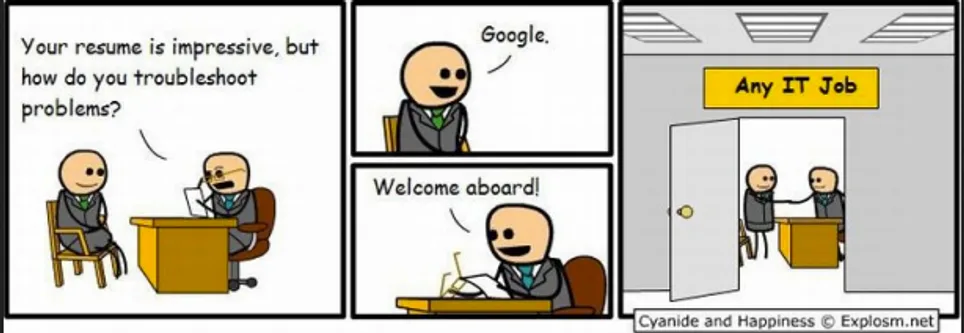 Your resume is impressive, but
how do you troubleshoot
problems?
Google.
Welcome aboard!
Any IT Job
Cyanide and Happiness © Explosm.net